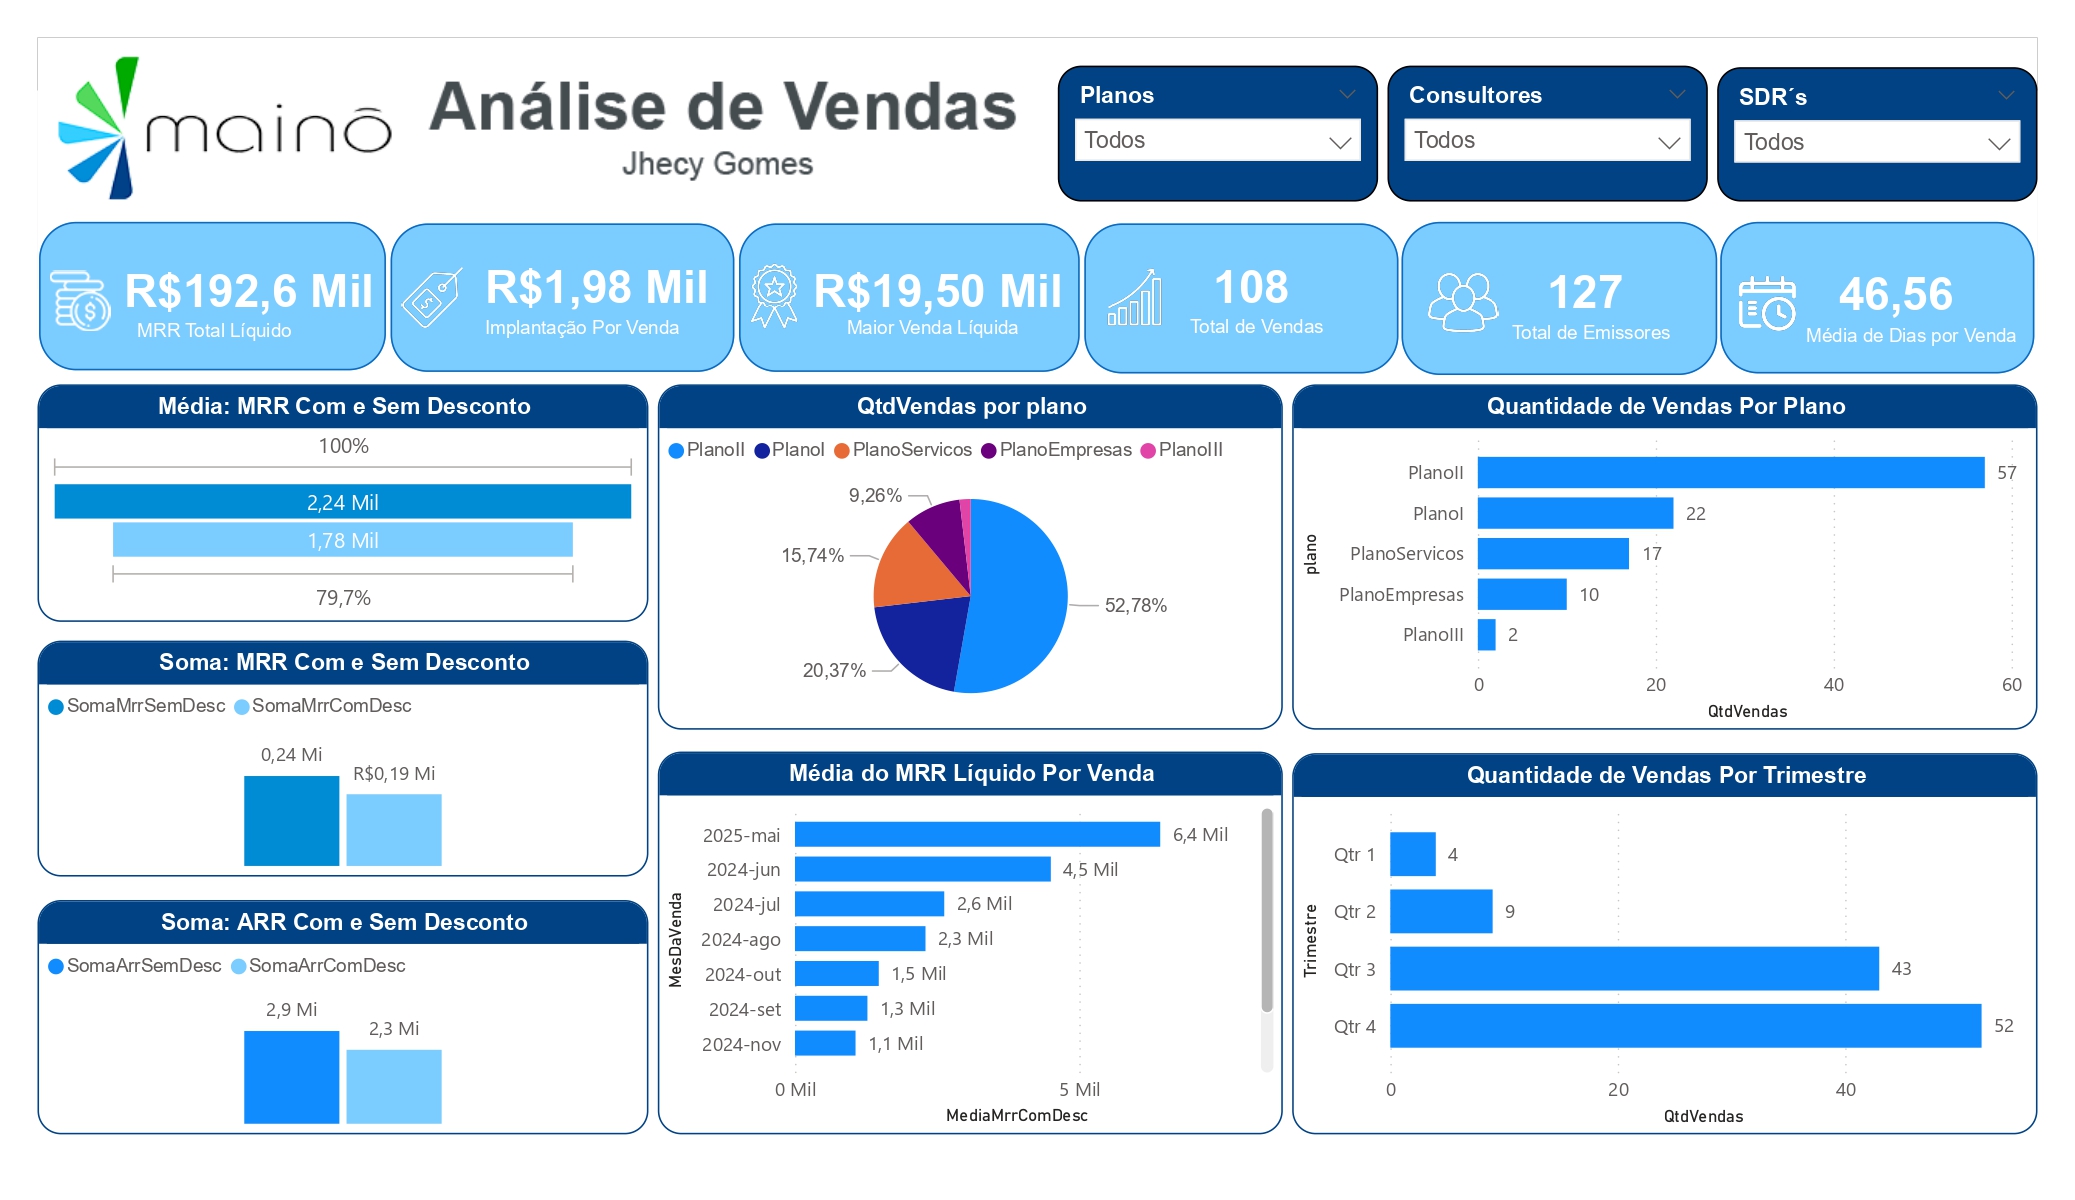 mainô
Análise de Vendas
Jhecy Gomes
Planos
Todos
Consultores
Todos
SDR´s
Todos
R$192,6 Mil
MRR Total Líquido
R$1,98 Mil
Implantação Por Venda
R$19,50 Mil
Maior Venda Líquida
108
Total de Vendas
127
Total de Emissores
46,56
Média de Dias por Venda
Média: MRR Com e Sem Desconto
100%
2,24 Mil
1,78 Mil
79,7%
Soma: MRR Com e Sem Desconto
SomaMrrSemDesc SomaMrrComDesc
0,24 Mi
R$0,19 Mi
Soma: ARR Com e Sem Desconto
SomaArrSemDesc SomaArrComDesc
2,9 Mi
2,3 Mi
QtdVendas por plano
PlanoII PlanoI PlanoServicos PlanoEmpresas PlanoIII
9,26%
15,74%
52,78%
20,37%
Média do MRR Líquido Por Venda
MesDaVenda
2025-mai 6,4 Mil
2024-jun 4,5 Mil
2024-jul 2,6 Mil
2024-ago 2,3 Mil
2024-out 1,5 Mil
2024-set 1,3 Mil
2024-nov 1,1 Mil
0 Mil 5 Mil
MediaMrrComDesc
Quantidade de Vendas Por Plano
plano
PlanoII 57
PlanoI 22
PlanoServicos 17
PlanoEmpresas 10
PlanoIII 2
0 20 40 60
QtdVendas
Quantidade de Vendas Por Trimestre
Trimestre
Qtr 1 4
Qtr 2 9
Qtr 3 43
Qtr 4 52
0 20 40
QtdVendas